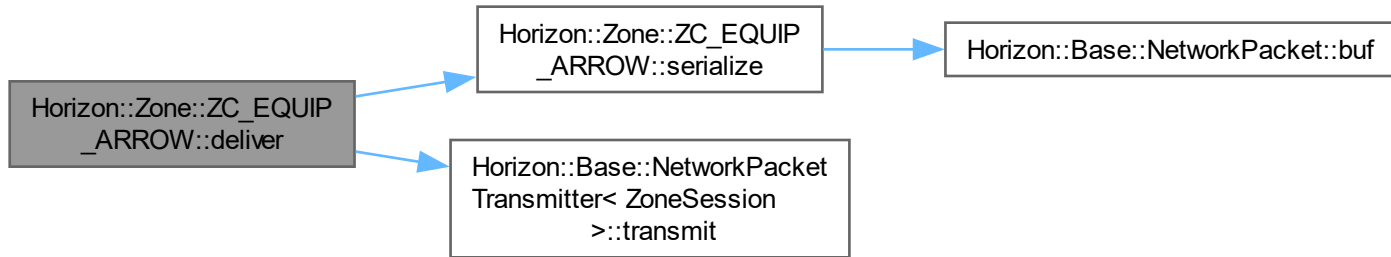 Horizon::Zone::ZC_EQUIP
_ARROW::deliver
Horizon::Zone::ZC_EQUIP
_ARROW::serialize
Horizon::Base::NetworkPacket::buf
Horizon::Base::NetworkPacket
Transmitter< ZoneSession
>::transmit